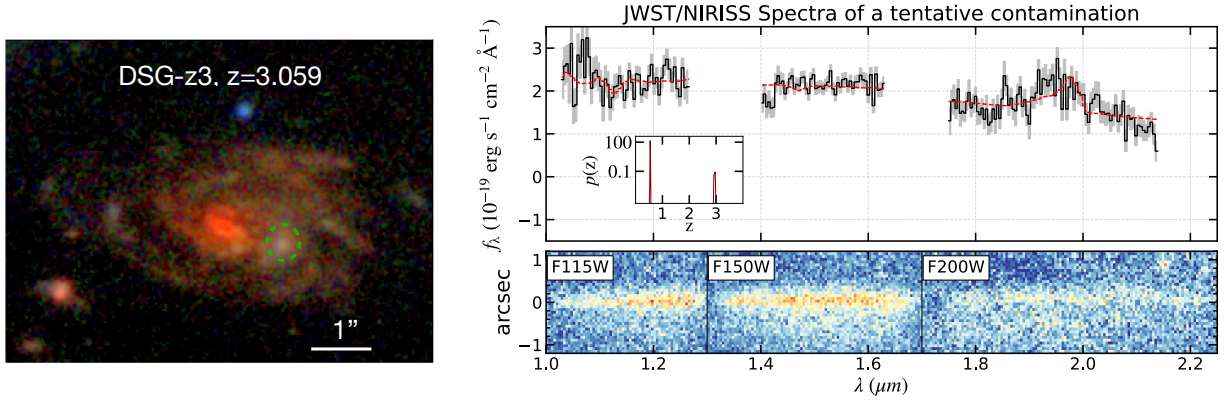 DSG-z3, z=3.059
1”
JWST/NIRISS Spectra of a tentative contamination
fλ (10⁻¹⁹ erg s⁻¹ cm⁻² Å⁻¹)
3
2
1
0
−1
p(z)
100
0.1
1 2 3
z
F115W F150W F200W
arcsec
1
0
−1
1.0 1.2 1.4 1.6 1.8 2.0 2.2
λ (μm)